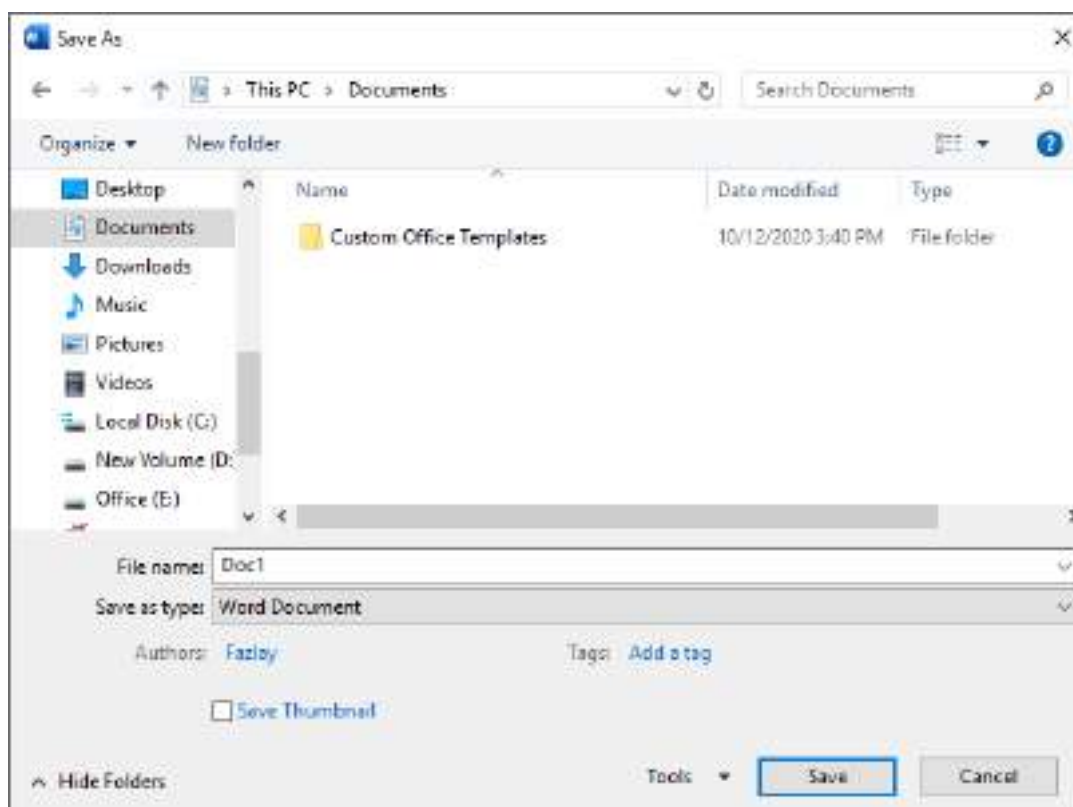 Save As
This PC > Documents
Search Documents
Organize
New folder
Name
Date modified
Type
Desktop
Documents
Downloads
Music
Pictures
Videos
Local Disk (C:)
New Volume (D:
Office (E:)
Custom Office Templates
10/12/2020 3:40 PM
File folder
File name: Doc1
Save as type: Word Document
Authors: Fazlay
Tags: Add a tag
Save Thumbnail
Hide Folders
Tools
Save
Cancel